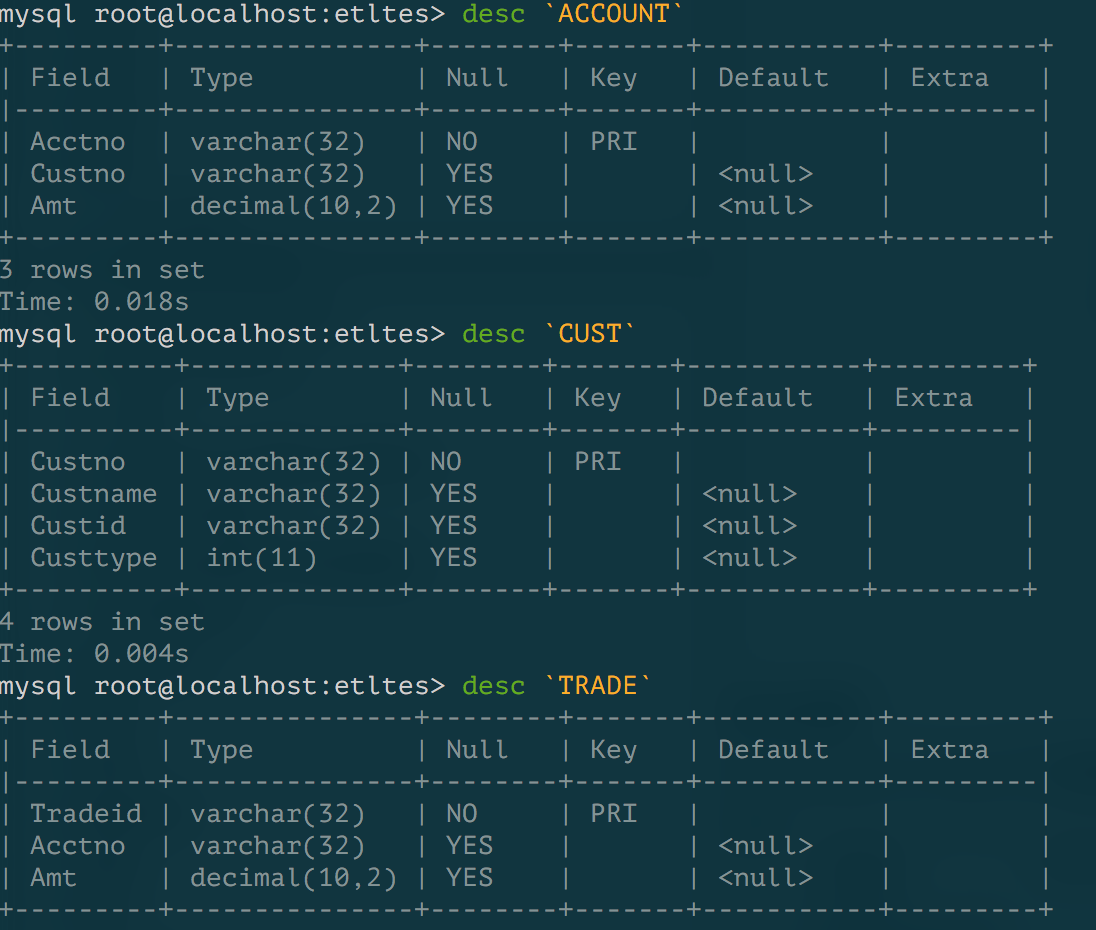 mysql root@localhost:etltes> desc `ACCOUNT`
+---------+---------------+--------+-------+-----------+---------+
| Field   | Type          | Null   | Key   | Default   | Extra   |
|---------+---------------+--------+-------+-----------+---------|
| Acctno  | varchar(32)   | NO     | PRI   |           |         |
| Custno  | varchar(32)   | YES    |       | <null>    |         |
| Amt     | decimal(10,2) | YES    |       | <null>    |         |
+---------+---------------+--------+-------+-----------+---------+
3 rows in set
Time: 0.018s
mysql root@localhost:etltes> desc `CUST`
+----------+-------------+--------+-------+-----------+---------+
| Field    | Type        | Null   | Key   | Default   | Extra   |
|----------+-------------+--------+-------+-----------+---------|
| Custno   | varchar(32) | NO     | PRI   |           |         |
| Custname | varchar(32) | YES    |       | <null>    |         |
| Custid   | varchar(32) | YES    |       | <null>    |         |
| Custtype | int(11)     | YES    |       | <null>    |         |
+----------+-------------+--------+-------+-----------+---------+
4 rows in set
Time: 0.004s
mysql root@localhost:etltes> desc `TRADE`
+---------+---------------+--------+-------+-----------+---------+
| Field   | Type          | Null   | Key   | Default   | Extra   |
|---------+---------------+--------+-------+-----------+---------|
| Tradeid | varchar(32)   | NO     | PRI   |           |         |
| Acctno  | varchar(32)   | YES    |       | <null>    |         |
| Amt     | decimal(10,2) | YES    |       | <null>    |         |
+---------+---------------+--------+-------+-----------+---------+